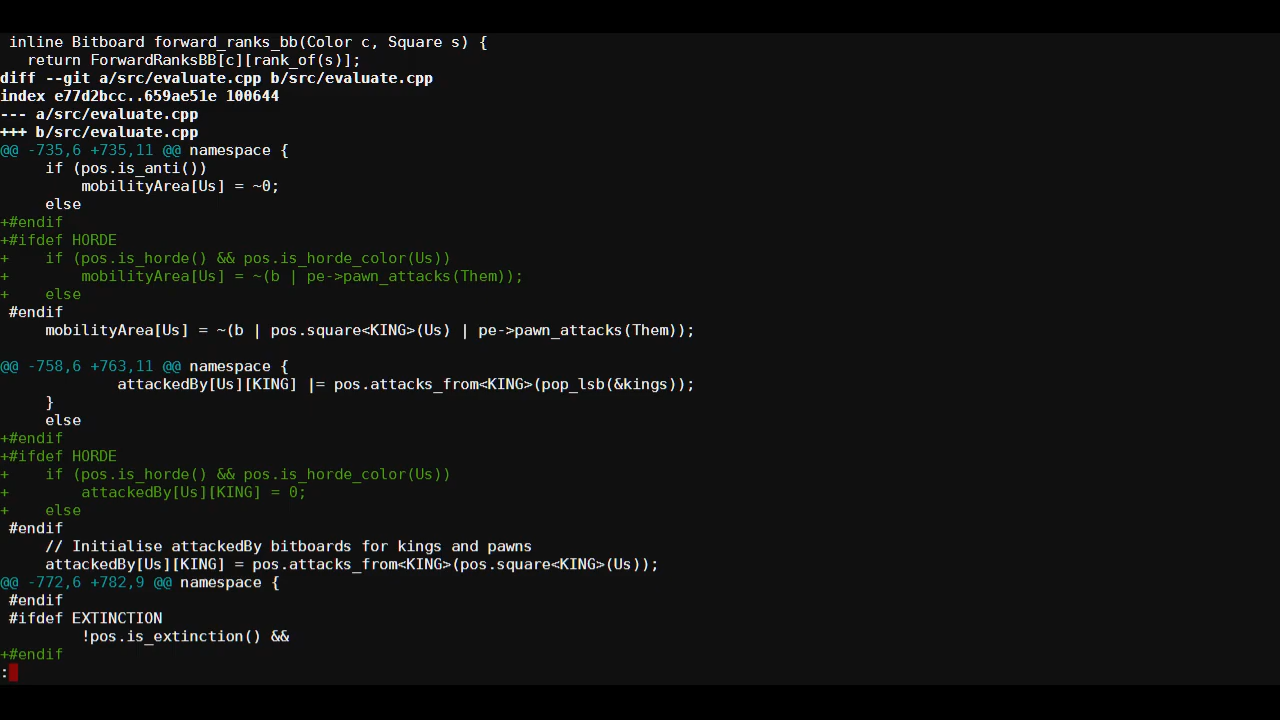 inline Bitboard forward_ranks_bb(Color c, Square s) {
   return ForwardRanksBB[c][rank_of(s)];
diff --git a/src/evaluate.cpp b/src/evaluate.cpp
index e77d2bcc..659ae51e 100644
--- a/src/evaluate.cpp
+++ b/src/evaluate.cpp
@@ -735,6 +735,11 @@ namespace {
     if (pos.is_anti())
         mobilityArea[Us] = ~0;
     else
+#endif
+#ifdef HORDE
+    if (pos.is_horde() && pos.is_horde_color(Us))
+        mobilityArea[Us] = ~(b | pe->pawn_attacks(Them));
+    else
 #endif
     mobilityArea[Us] = ~(b | pos.square<KING>(Us) | pe->pawn_attacks(Them));

@@ -758,6 +763,11 @@ namespace {
             attackedBy[Us][KING] |= pos.attacks_from<KING>(pop_lsb(&kings));
     }
     else
+#endif
+#ifdef HORDE
+    if (pos.is_horde() && pos.is_horde_color(Us))
+        attackedBy[Us][KING] = 0;
+    else
 #endif
     // Initialise attackedBy bitboards for kings and pawns
     attackedBy[Us][KING] = pos.attacks_from<KING>(pos.square<KING>(Us));
@@ -772,6 +782,9 @@ namespace {
 #endif
 #ifdef EXTINCTION
         !pos.is_extinction() &&
+#endif
: